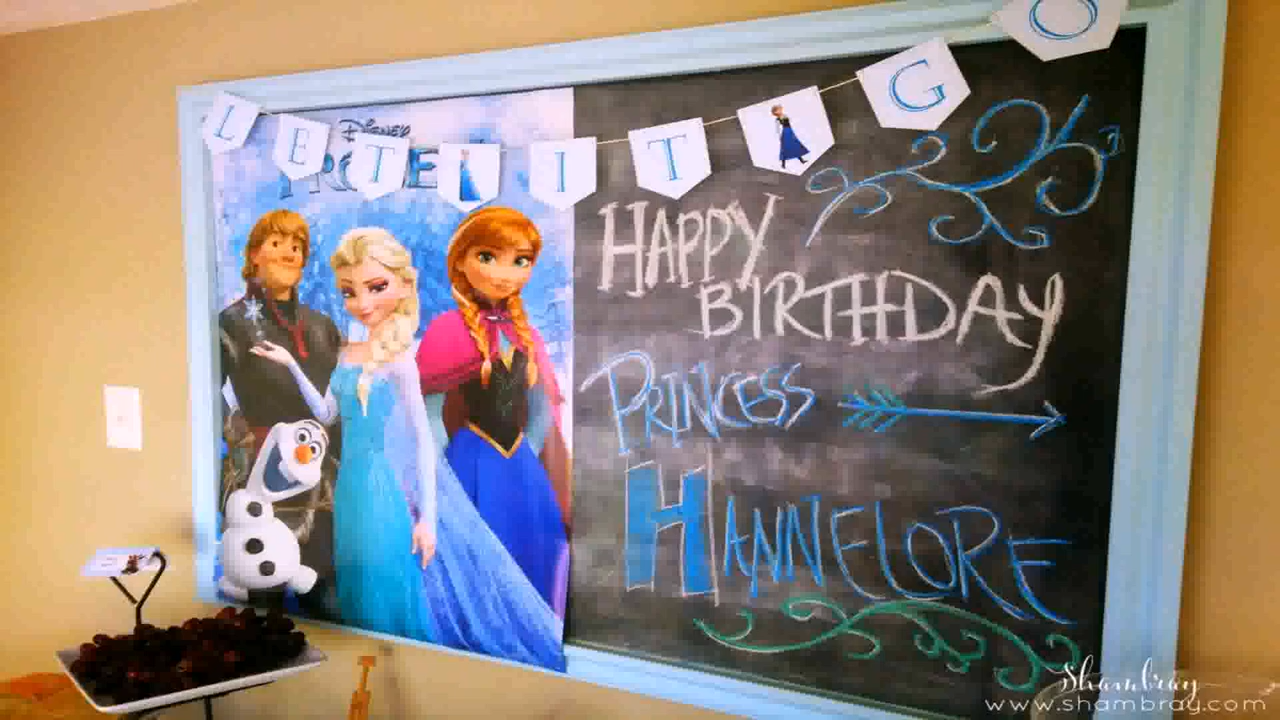 LET IT GO
DISNEY
FROZEN
HAPPY
BIRTHDAY
PRINCESS
HANNELORE
Shambray
www.shambray.com